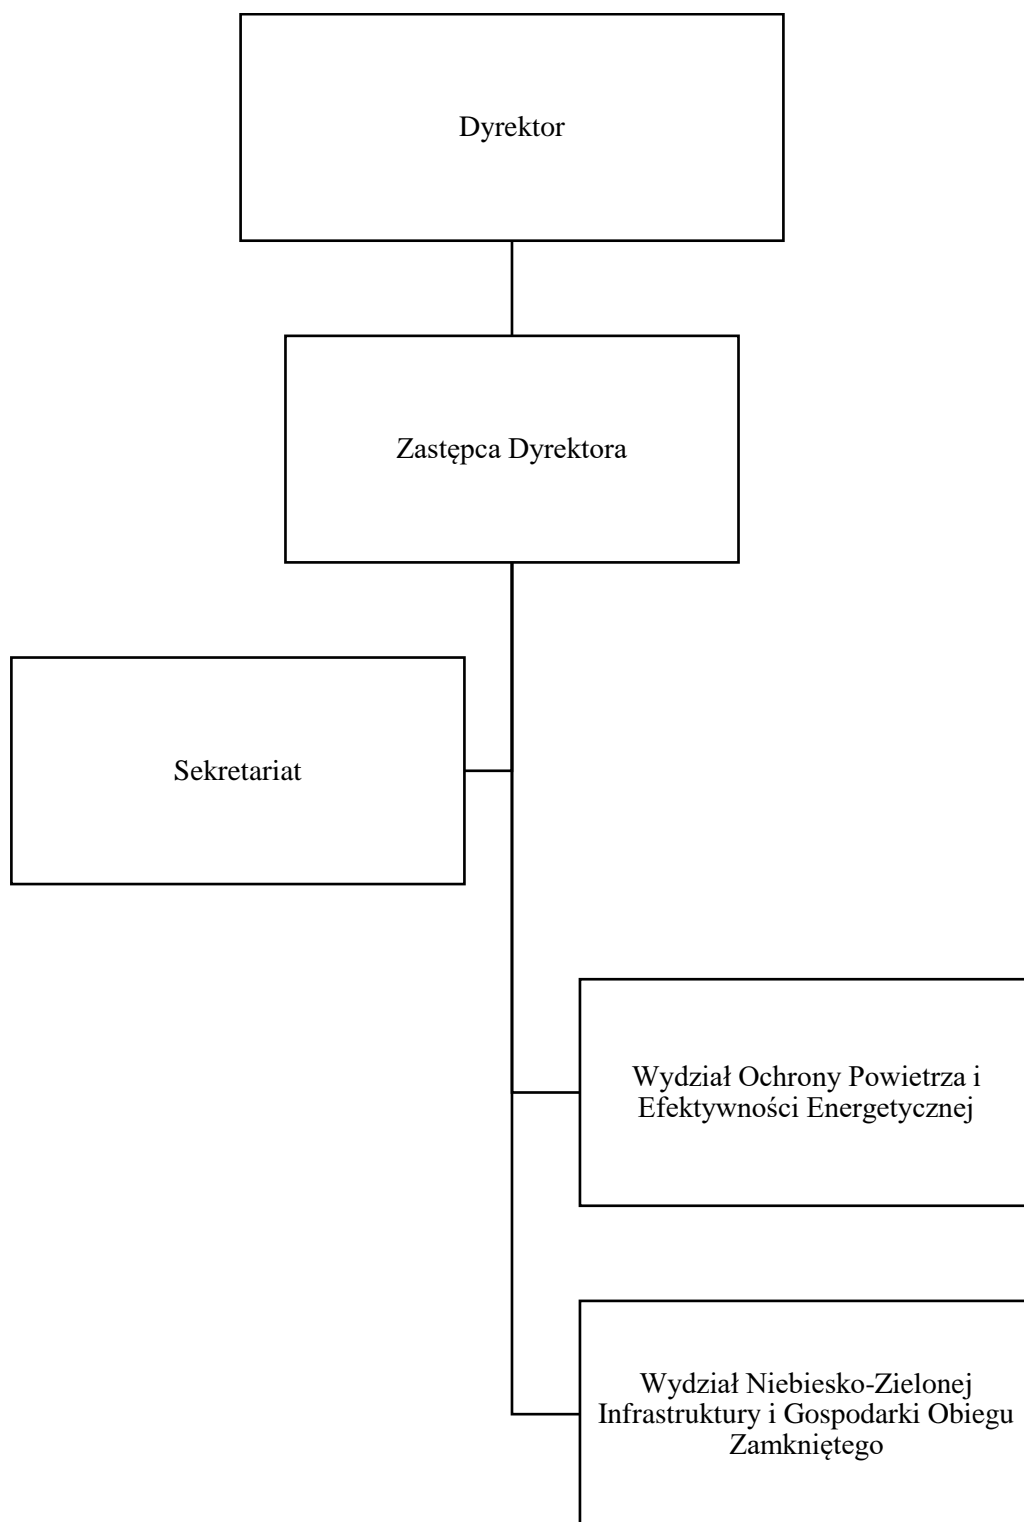 Dyrektor
Zastępca Dyrektora
Sekretariat
Wydział Ochrony Powietrza i
Efektywności Energetycznej
Wydział Niebiesko-Zielonej
Infrastruktury i Gospodarki Obiegu
Zamkniętego